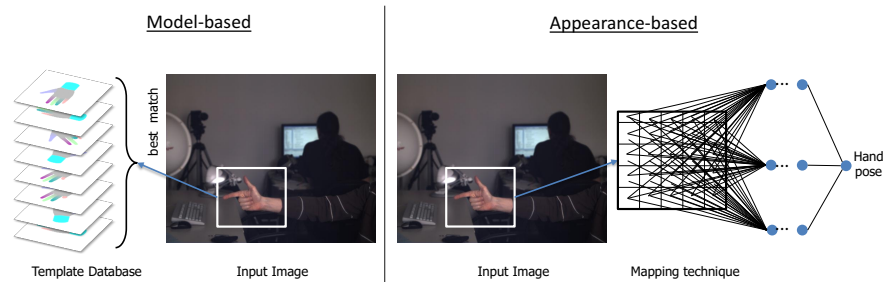 Model-based
Appearance-based
best match
Hand
pose
Template Database
Input Image
Input Image
Mapping technique